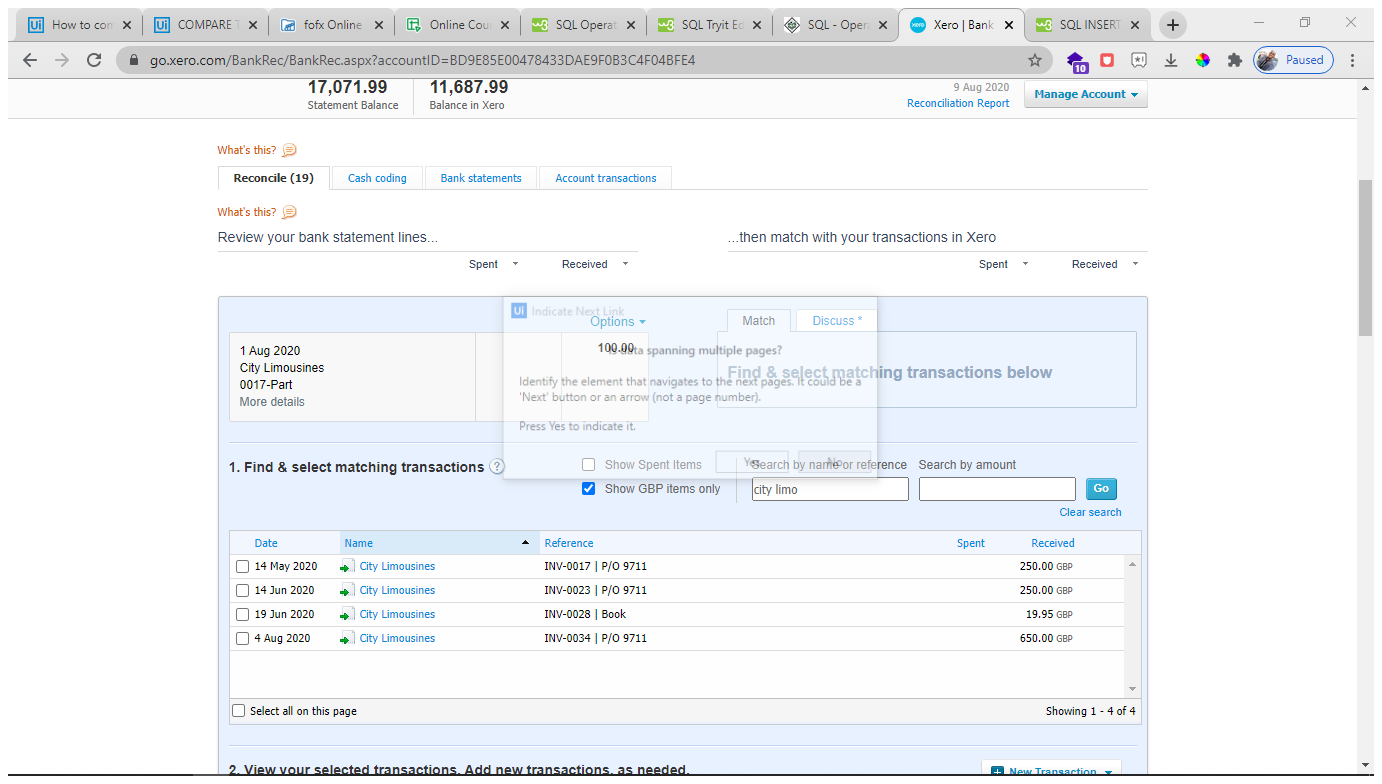 How to con
COMPARE T
fofx Online
Online Cou
SQL Operat
SQL Tryit Ed
SQL - Opera
Xero | Bank
SQL INSERT
go.xero.com/BankRec/BankRec.aspx?accountID=BD9E85E00478433DAE9F0B3C4F04BFE4
10
Paused
17,071.99
Statement Balance
11,687.99
Balance in Xero
9 Aug 2020
Reconciliation Report
Manage Account
What's this?
Reconcile (19)
Cash coding
Bank statements
Account transactions
What's this?
Review your bank statement lines...
...then match with your transactions in Xero
Spent
Received
Spent
Received
Ui Indicate Next Link
Options
Match
Discuss *
1 Aug 2020
City Limousines
0017-Part
More details
100.00
Is data spanning multiple pages?
Find & select matching transactions below
Identify the element that navigates to the next pages. It could be a
'Next' button or an arrow (not a page number).
Press Yes to indicate it.
Yes
No
1. Find & select matching transactions ?
Show Spent Items
Show GBP items only
Search by name or reference
city limo
Search by amount
Go
Clear search
Date Name Reference Spent Received
14 May 2020 City Limousines INV-0017 | P/O 9711 250.00 GBP
14 Jun 2020 City Limousines INV-0023 | P/O 9711 250.00 GBP
19 Jun 2020 City Limousines INV-0028 | Book 19.95 GBP
4 Aug 2020 City Limousines INV-0034 | P/O 9711 650.00 GBP
Select all on this page
Showing 1 - 4 of 4
2. View your selected transactions. Add new transactions, as needed.
New Transaction